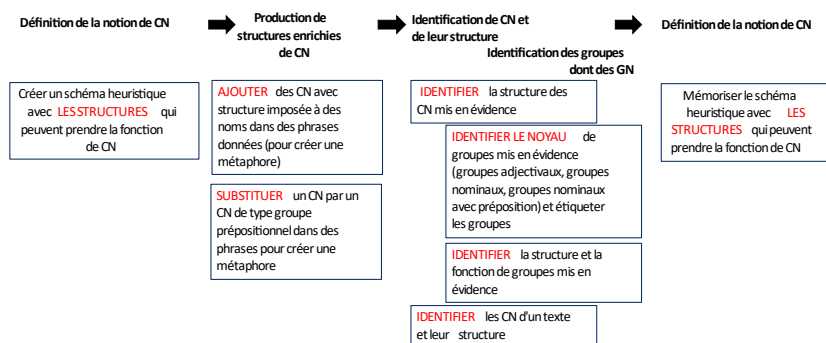 Définition de la notion de CN
Créer un schéma heuristique
avec LES STRUCTURES qui
peuvent prendre la fonction
de CN
Production de
structures enrichies
de CN
AJOUTER des CN avec
structure imposée à des
noms dans des phrases
données (pour créer une
métaphore)
SUBSTITUER un CN par un
CN de type groupe
prépositionnel dans des
phrases pour créer une
métaphore
Identification de CN et
de leur structure
Identification des groupes
dont des GN
IDENTIFIER la structure des
CN mis en évidence
IDENTIFIER LE NOYAU de
groupes mis en évidence
(groupes adjectivaux, groupes
nominaux, groupes nominaux
avec préposition) et étiqueter
les groupes
IDENTIFIER la structure et la
fonction de groupes mis en
évidence
IDENTIFIER les CN d'un texte
et leur structure
Définition de la notion de CN
Mémoriser le schéma
heuristique avec LES
STRUCTURES qui peuvent
prendre la fonction de CN